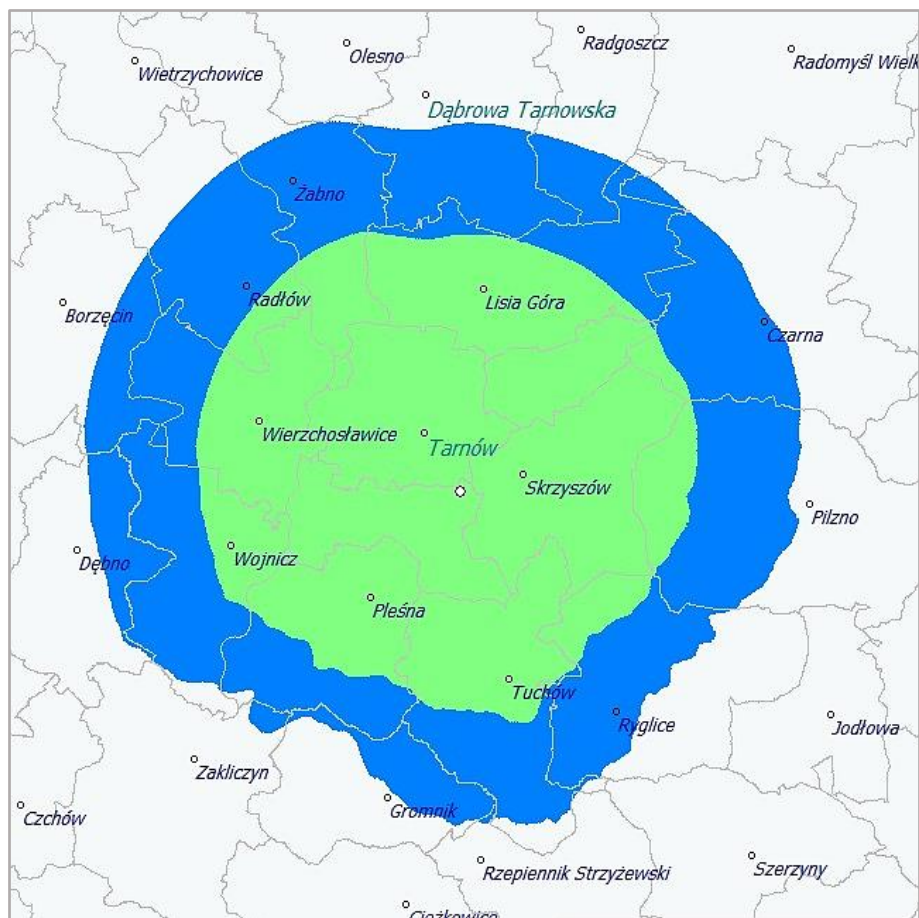 Olesno
Radgoszcz
Wietrzychowice
Radomyśl Wielk
Dąbrowa Tarnowska
Żabno
Radłów
Lisia Góra
Borzęcin
Czarna
Wierzchosławice
Tarnów
Skrzyszów
Pilzno
Wojnicz
Dębno
Pleśna
Tuchów
Ryglice
Jodłowa
Zakliczyn
Gromnik
Czchów
Rzepiennik Strzyżewski
Szerzyny
Ciężkowice